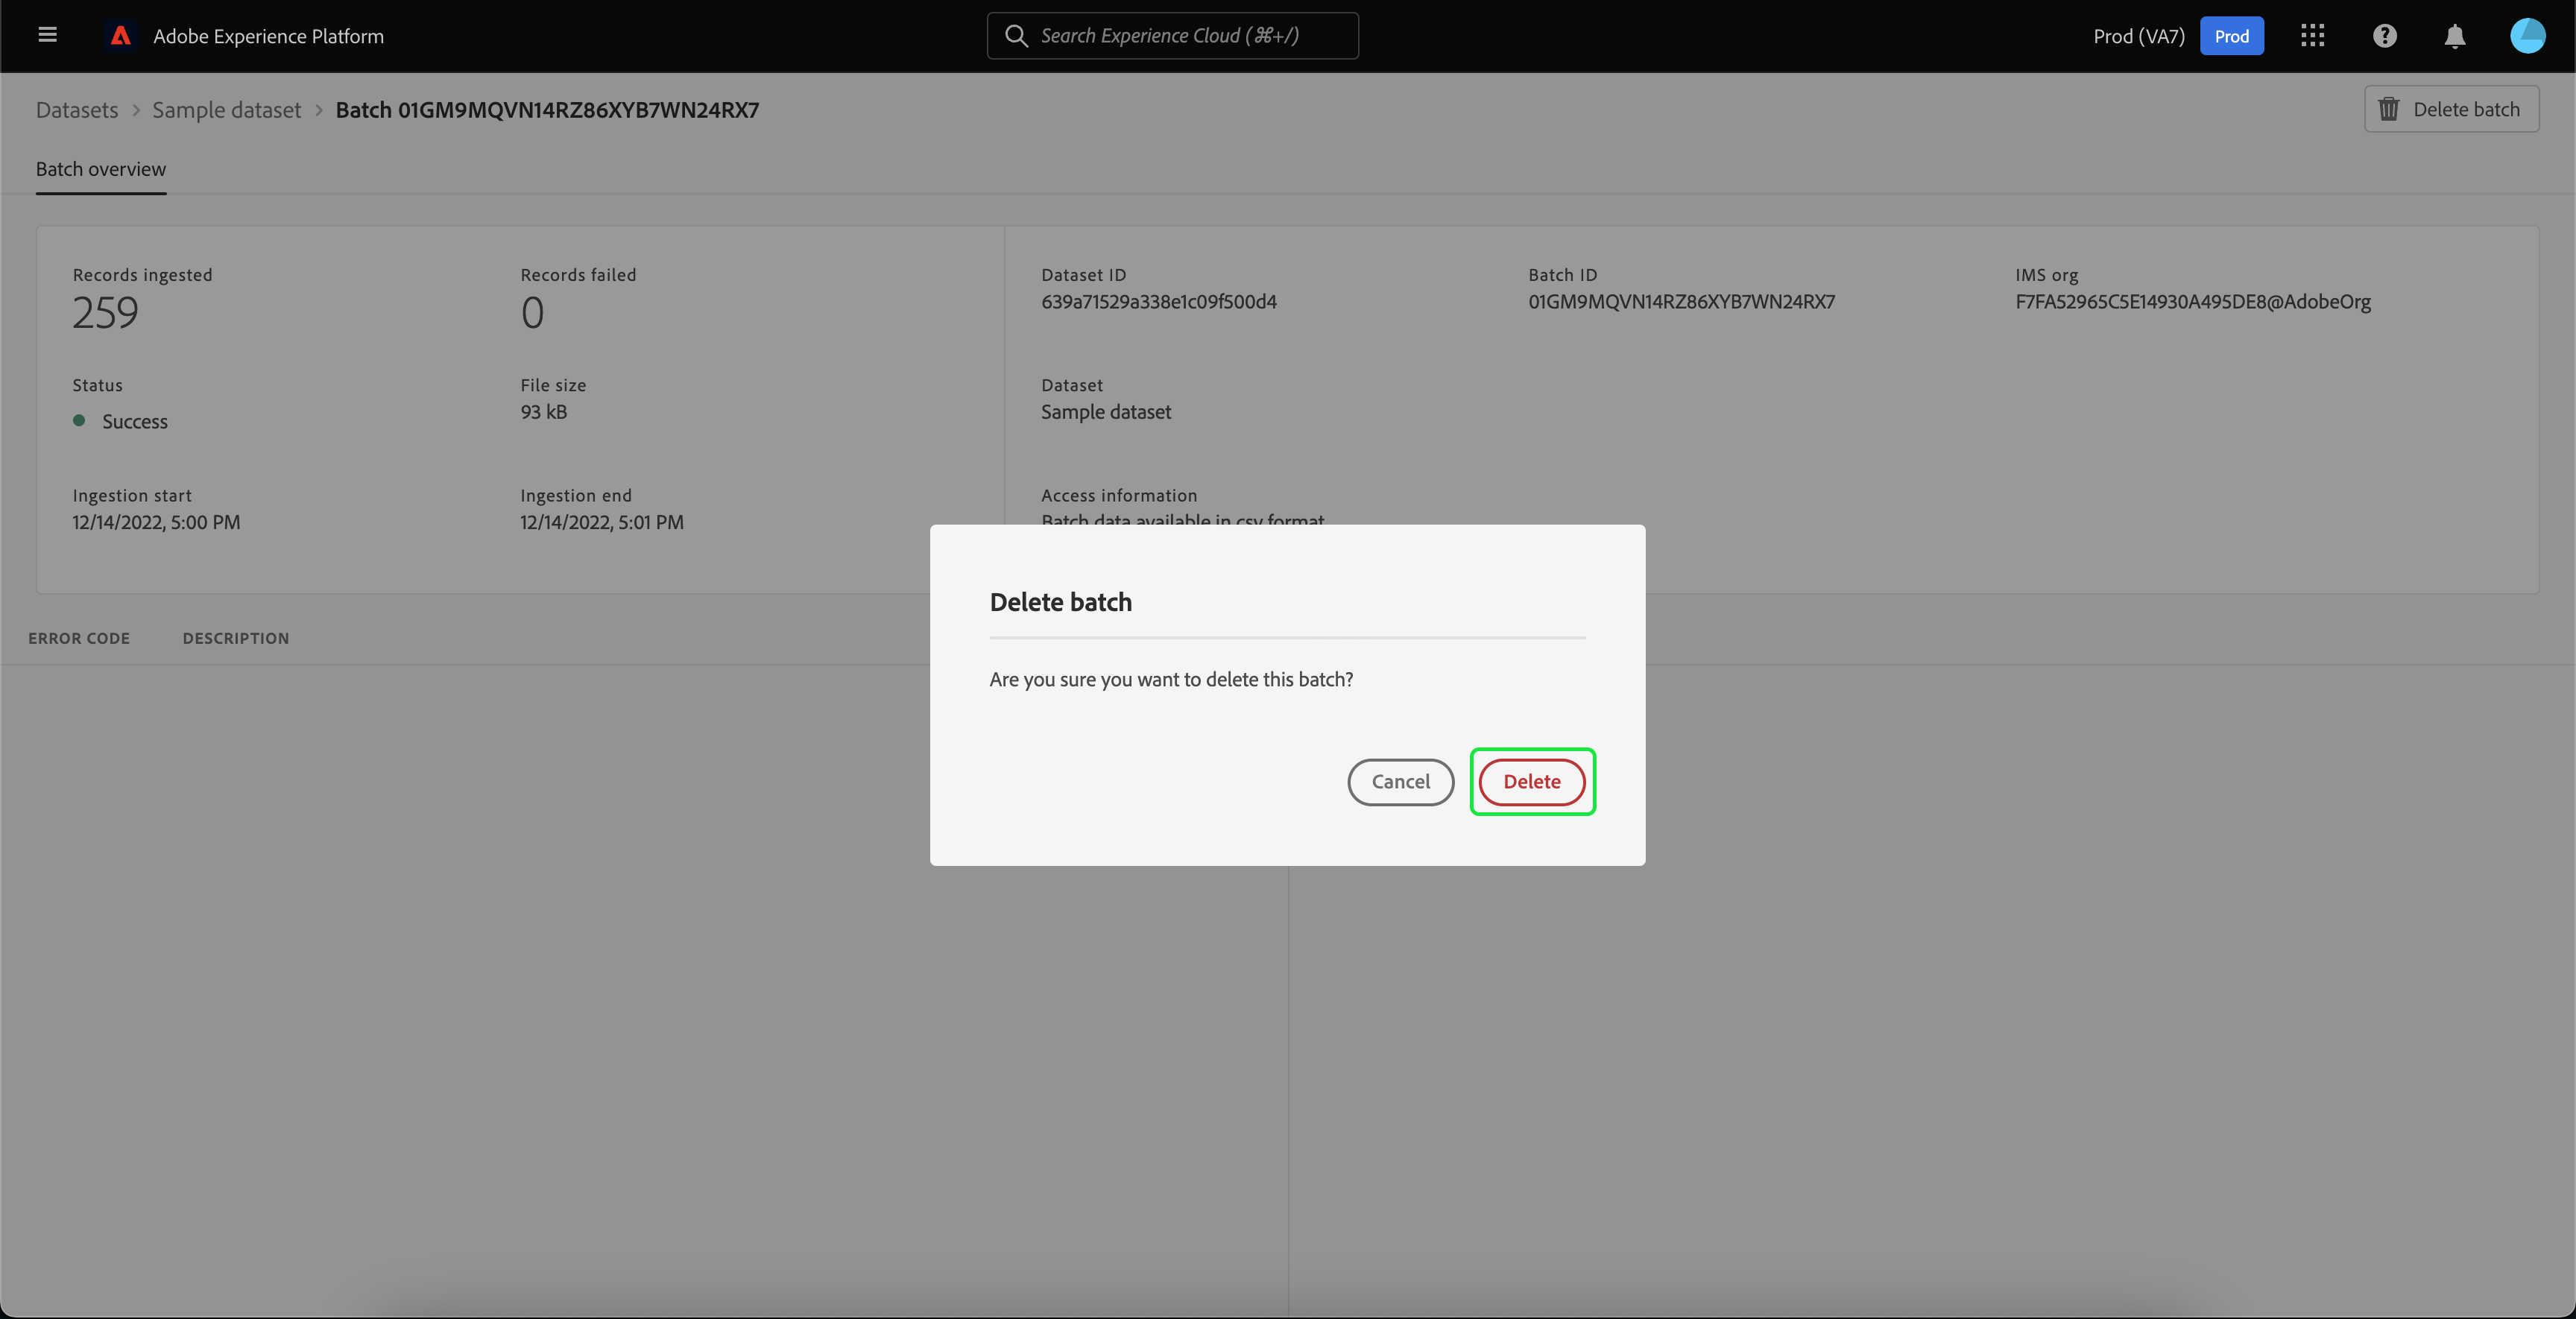 Adobe Experience Platform
Search Experience Cloud (⌘+/)
Prod (VA7)
Prod
Datasets > Sample dataset > Batch 01GM9MQVN14RZ86XYB7WN24RX7
Delete batch
Batch overview
Records ingested
259
Records failed
0
Status
Success
File size
93 kB
Ingestion start
12/14/2022, 5:00 PM
Ingestion end
12/14/2022, 5:01 PM
Dataset ID
639a71529a338e1c09f500d4
Batch ID
01GM9MQVN14RZ86XYB7WN24RX7
IMS org
F7FA52965C5E14930A495DE8@AdobeOrg
Dataset
Sample dataset
Access information
Batch data available in csv format
ERROR CODE
DESCRIPTION
Delete batch
Are you sure you want to delete this batch?
Cancel
Delete